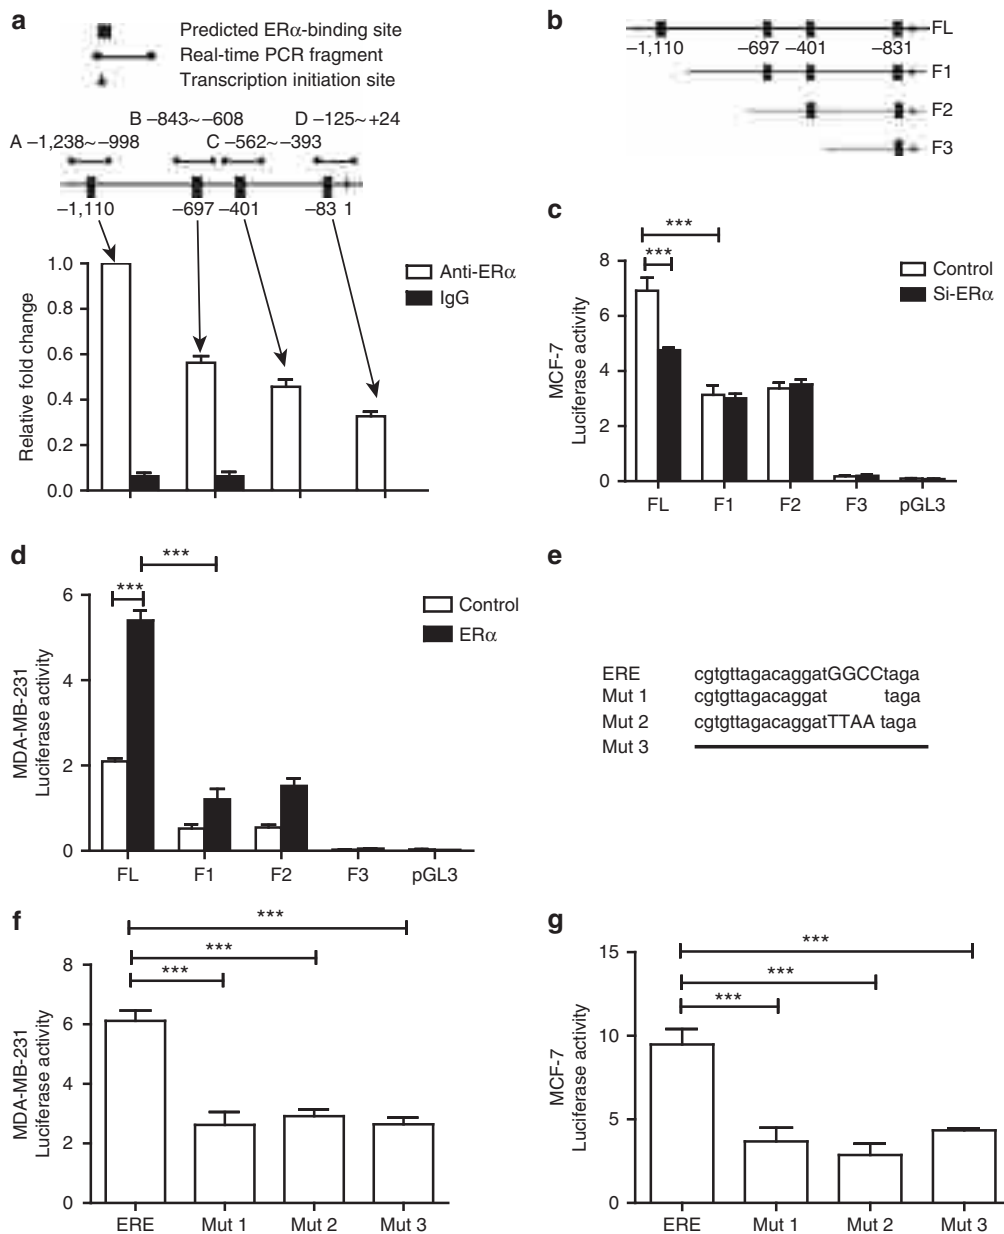 a
Predicted ERα-binding site
Real-time PCR fragment
Transcription initiation site
B –843~–608
D –125~+24
A –1,238~–998
C –562~–393
–1,110
–697
–401
–83 1
1.0
0.8
0.6
0.4
0.2
0.0
Relative fold change
Anti-ERα
IgG
b
FL
–1,110
–697
–401
–831
F1
F2
F3
c
***
***
8
6
4
2
0
MCF-7
Luciferase activity
Control
Si-ERα
FL
F1
F2
F3
pGL3
d
***
***
6
4
2
0
MDA-MB-231
Luciferase activity
Control
ERα
FL
F1
F2
F3
pGL3
e
ERE cgtgttagacaggatGGCCtaga
Mut 1 cgtgttagacaggat taga
Mut 2 cgtgttagacaggatTTAA taga
Mut 3
f
***
***
***
8
6
4
2
0
MDA-MB-231
Luciferase activity
ERE
Mut 1
Mut 2
Mut 3
g
***
***
***
15
10
5
0
MCF-7
Luciferase activity
ERE
Mut 1
Mut 2
Mut 3